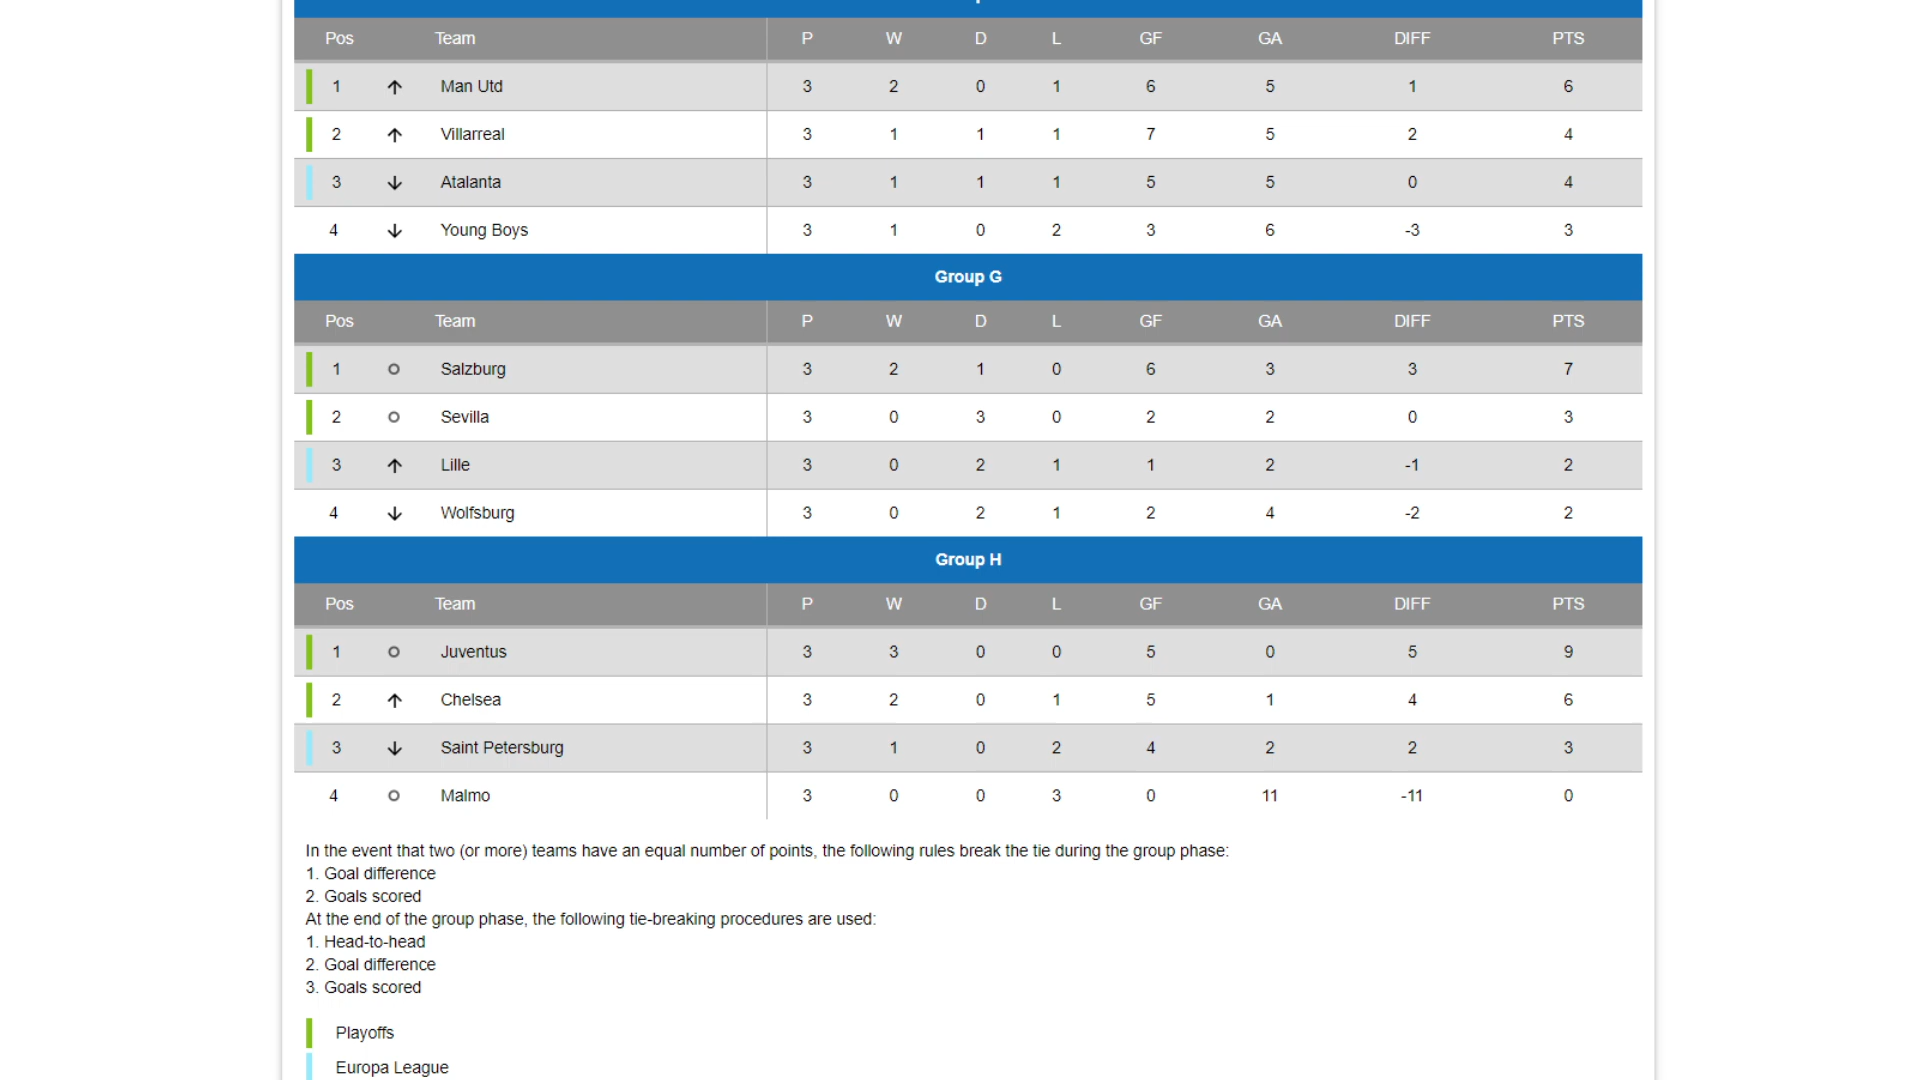 Pos Team P W D L GF GA DIFF PTS
1 Man Utd 3 2 0 1 6 5 1 6
2 Villarreal 3 1 1 1 7 5 2 4
3 Atalanta 3 1 1 1 5 5 0 4
4 Young Boys 3 1 0 2 3 6 -3 3
Group G
Pos Team P W D L GF GA DIFF PTS
1 Salzburg 3 2 1 0 6 3 3 7
2 Sevilla 3 0 3 0 2 2 0 3
3 Lille 3 0 2 1 1 2 -1 2
4 Wolfsburg 3 0 2 1 2 4 -2 2
Group H
Pos Team P W D L GF GA DIFF PTS
1 Juventus 3 3 0 0 5 0 5 9
2 Chelsea 3 2 0 1 5 1 4 6
3 Saint Petersburg 3 1 0 2 4 2 2 3
4 Malmo 3 0 0 3 0 11 -11 0
In the event that two (or more) teams have an equal number of points, the following rules break the tie during the group phase:
1. Goal difference
2. Goals scored
At the end of the group phase, the following tie-breaking procedures are used:
1. Head-to-head
2. Goal difference
3. Goals scored
Playoffs
Europa League